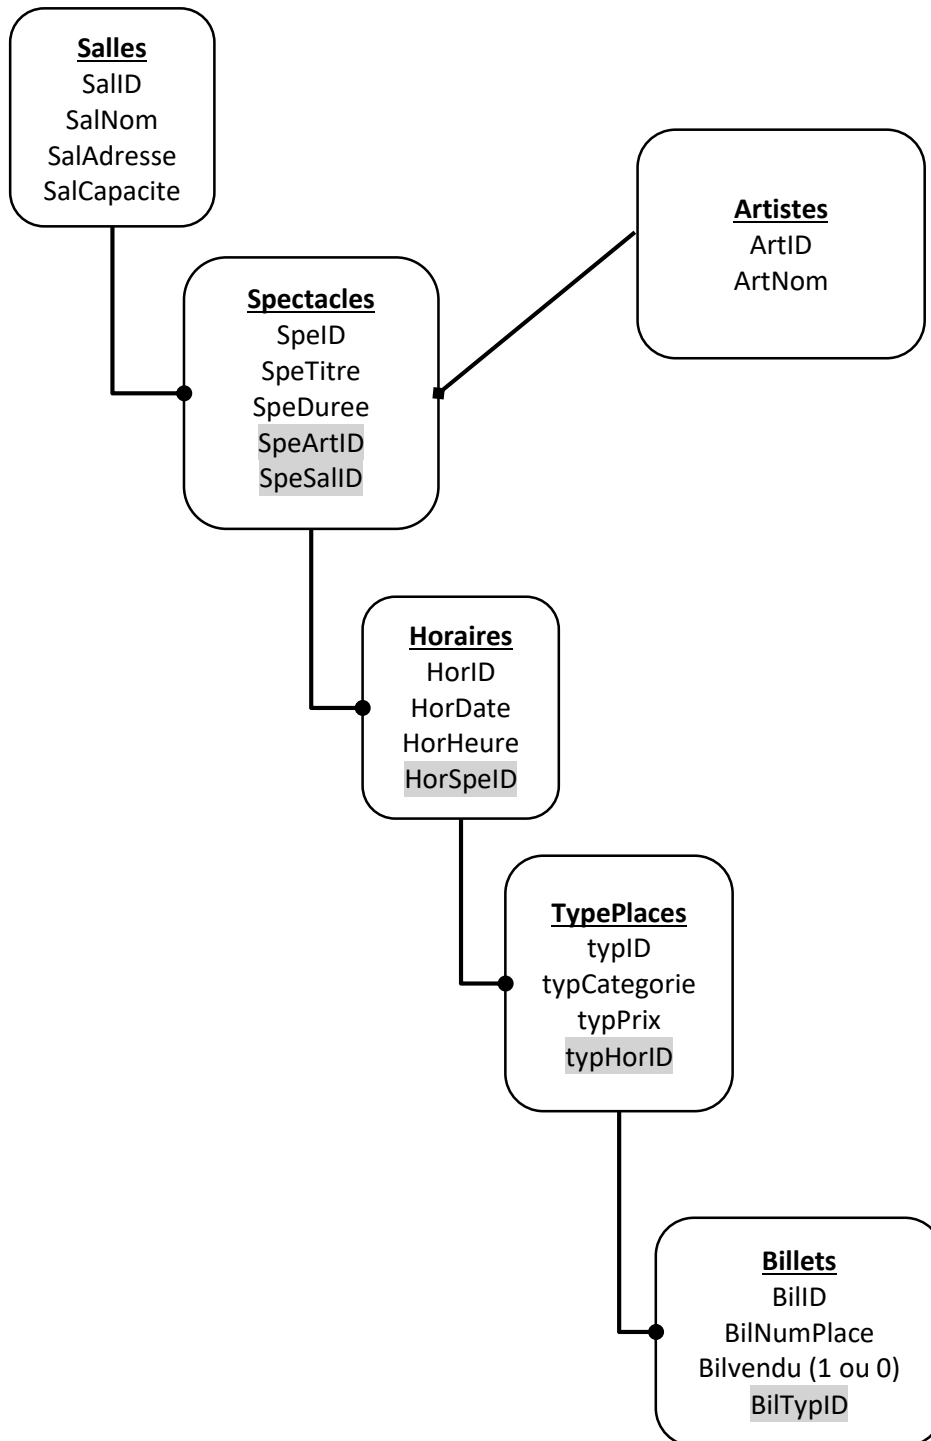 Salles
SalID
SalNom
SalAdresse
SalCapacite
Artistes
ArtID
ArtNom
Spectacles
SpeID
SpeTitre
SpeDuree
SpeArtID
SpeSalID
Horaires
HorID
HorDate
HorHeure
HorSpeID
TypePlaces
typID
typCategorie
typPrix
typHorID
Billets
BilID
BilNumPlace
Bilvendu (1 ou 0)
BilTypID